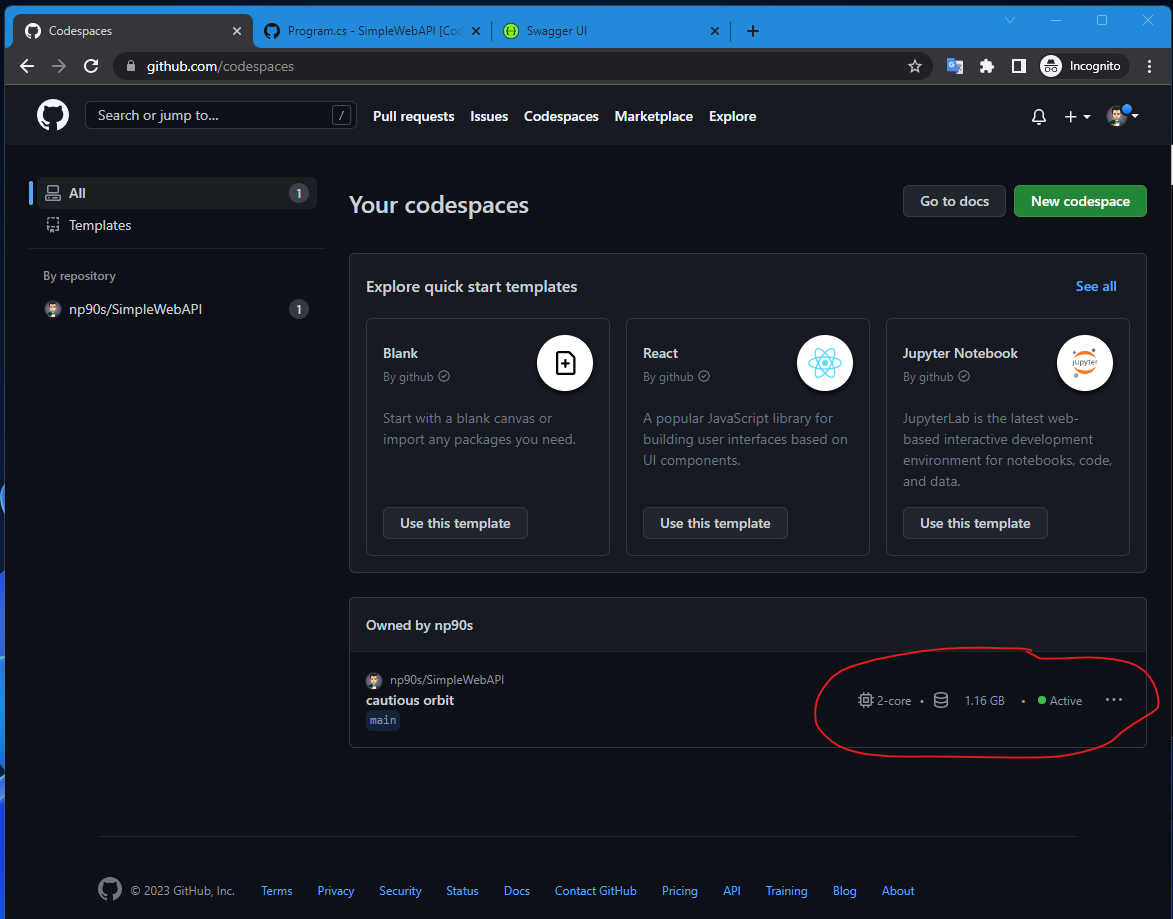 Codespaces
Program.cs - SimpleWebAPI [Co
Swagger UI
github.com/codespaces
Incognito
Search or jump to... /
Pull requests Issues Codespaces Marketplace Explore
All 1
Templates
By repository
np90s/SimpleWebAPI 1
Your codespaces
Go to docs
New codespace
Explore quick start templates
See all
Blank
By github
Start with a blank canvas or
import any packages you need.
Use this template
React
By github
A popular JavaScript library for
building user interfaces based on
UI components.
Use this template
Jupyter Notebook
By github
jupyter
JupyterLab is the latest web-
based interactive development
environment for notebooks, code,
and data.
Use this template
Owned by np90s
np90s/SimpleWebAPI
cautious orbit
main
2-core • 1.16 GB • Active ...
© 2023 GitHub, Inc. Terms Privacy Security Status Docs Contact GitHub Pricing API Training Blog About